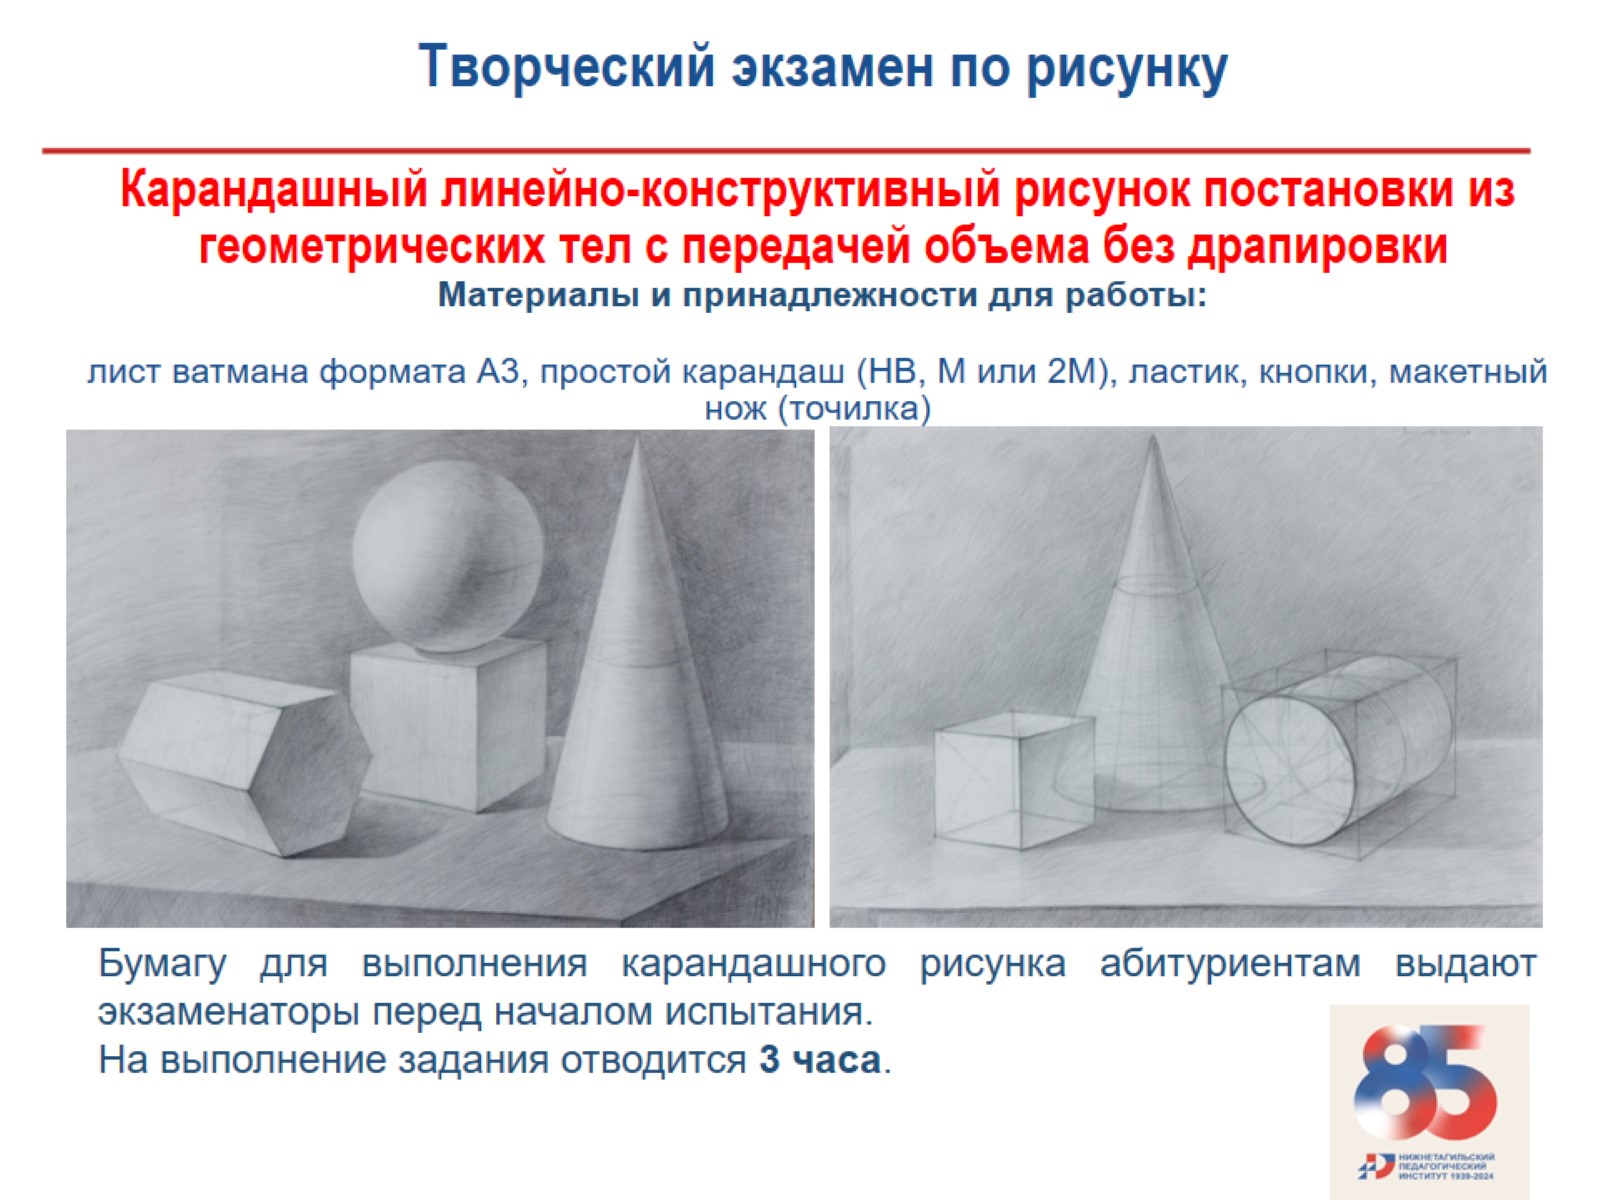 Творческий экзамен по рисунку
Карандашный линейно-конструктивный рисунок постановки из
геометрических тел с передачей объема без драпировки
Материалы и принадлежности для работы:
лист ватмана формата А3, простой карандаш (НВ, М или 2М), ластик, кнопки, макетный
нож (точилка)
Бумагу для выполнения карандашного рисунка абитуриентам выдают
экзаменаторы перед началом испытания.
На выполнение задания отводится 3 часа.
85
НИЖНЕТАГИЛЬСКИЙ
ПЕДАГОГИЧЕСКИЙ
ИНСТИТУТ 1939-2024